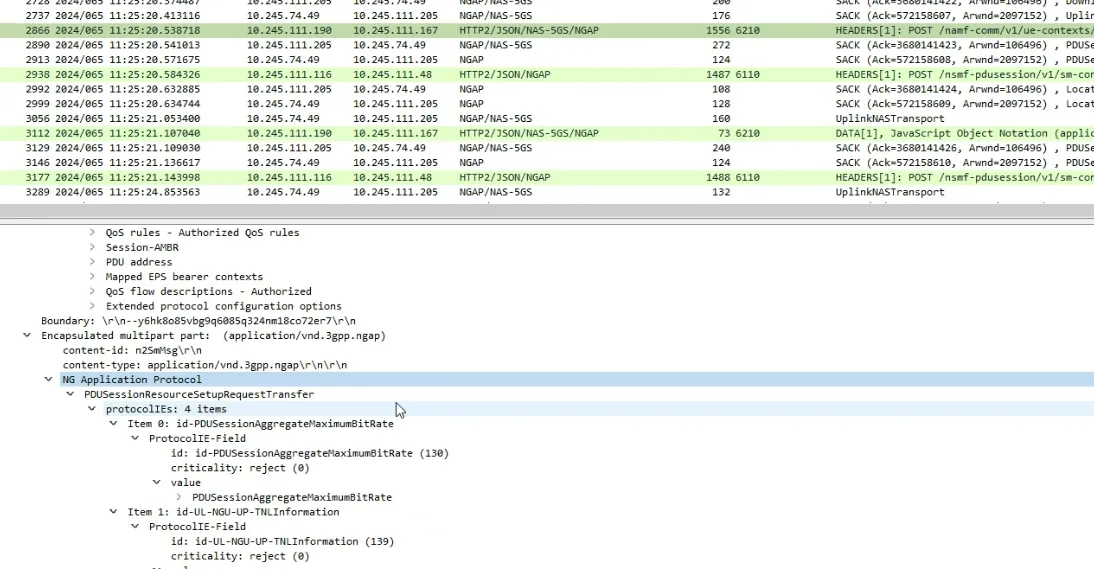 2728 2024/065 11:25:20.374487 10.245.111.205 10.245.74.49 NGAP/NAS-5GS 200 SACK (Ack=3680141422, Arwnd=106496) , Downl
2737 2024/065 11:25:20.413116 10.245.74.49 10.245.111.205 NGAP/NAS-5GS 176 SACK (Ack=572158607, Arwnd=2097152) , Uplin
2866 2024/065 11:25:20.538718 10.245.111.190 10.245.111.167 HTTP2/JSON/NAS-5GS/NGAP 1556 6210 HEADERS[1]: POST /namf-comm/v1/ue-contexts/
2890 2024/065 11:25:20.541013 10.245.111.205 10.245.74.49 NGAP/NAS-5GS 272 SACK (Ack=3680141423, Arwnd=106496) , PDUSe
2913 2024/065 11:25:20.571675 10.245.74.49 10.245.111.205 NGAP 124 SACK (Ack=572158608, Arwnd=2097152) , PDUSe
2938 2024/065 11:25:20.584326 10.245.111.116 10.245.111.48 HTTP2/JSON/NGAP 1487 6110 HEADERS[1]: POST /nsmf-pdusession/v1/sm-con
2992 2024/065 11:25:20.632885 10.245.111.205 10.245.74.49 NGAP 108 SACK (Ack=3680141424, Arwnd=106496) , Locat
2999 2024/065 11:25:20.634744 10.245.74.49 10.245.111.205 NGAP 128 SACK (Ack=572158609, Arwnd=2097152) , Locat
3056 2024/065 11:25:21.053400 10.245.74.49 10.245.111.205 NGAP/NAS-5GS 160 UplinkNASTransport
3112 2024/065 11:25:21.107040 10.245.111.190 10.245.111.167 HTTP2/JSON/NAS-5GS/NGAP 73 6210 DATA[1], JavaScript Object Notation (applic
3129 2024/065 11:25:21.109030 10.245.111.205 10.245.74.49 NGAP/NAS-5GS 240 SACK (Ack=3680141426, Arwnd=106496) , PDUSe
3146 2024/065 11:25:21.136617 10.245.74.49 10.245.111.205 NGAP 124 SACK (Ack=572158610, Arwnd=2097152) , PDUSe
3177 2024/065 11:25:21.143998 10.245.111.116 10.245.111.48 HTTP2/JSON/NGAP 1488 6110 HEADERS[1]: POST /nsmf-pdusession/v1/sm-con
3289 2024/065 11:25:24.853563 10.245.74.49 10.245.111.205 NGAP/NAS-5GS 132 UplinkNASTransport
QoS rules - Authorized QoS rules
Session-AMBR
PDU address
Mapped EPS bearer contexts
QoS flow descriptions - Authorized
Extended protocol configuration options
Boundary: \r\n--y6hk8o85vbg9q6085q324nm18co72er7\r\n
Encapsulated multipart part:  (application/vnd.3gpp.ngap)
content-id: n2SmMsg\r\n
content-type: application/vnd.3gpp.ngap\r\n\r\n
NG Application Protocol
PDUSessionResourceSetupRequestTransfer
protocolIEs: 4 items
Item 0: id-PDUSessionAggregateMaximumBitRate
ProtocolIE-Field
id: id-PDUSessionAggregateMaximumBitRate (130)
criticality: reject (0)
value
PDUSessionAggregateMaximumBitRate
Item 1: id-UL-NGU-UP-TNLInformation
ProtocolIE-Field
id: id-UL-NGU-UP-TNLInformation (139)
criticality: reject (0)